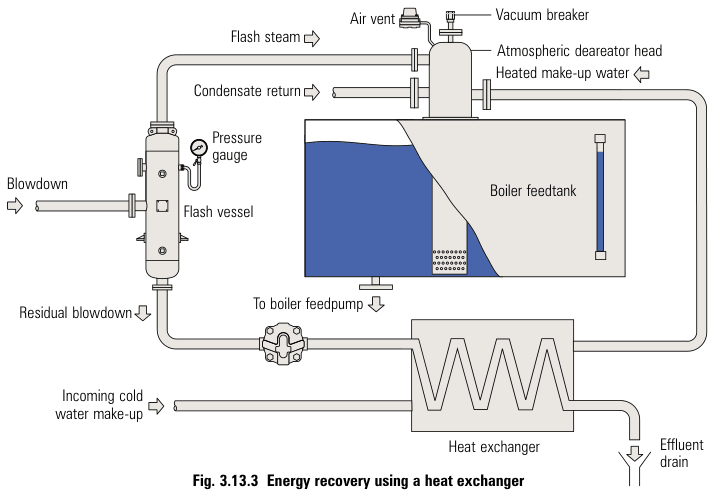 Air vent
Vacuum breaker
Flash steam
Atmospheric deareator head
Heated make-up water
Condensate return
Pressure
gauge
Blowdown
Boiler feedtank
Flash vessel
To boiler feedpump
Residual blowdown
Incoming cold
water make-up
Heat exchanger
Effluent
drain
Fig. 3.13.3 Energy recovery using a heat exchanger